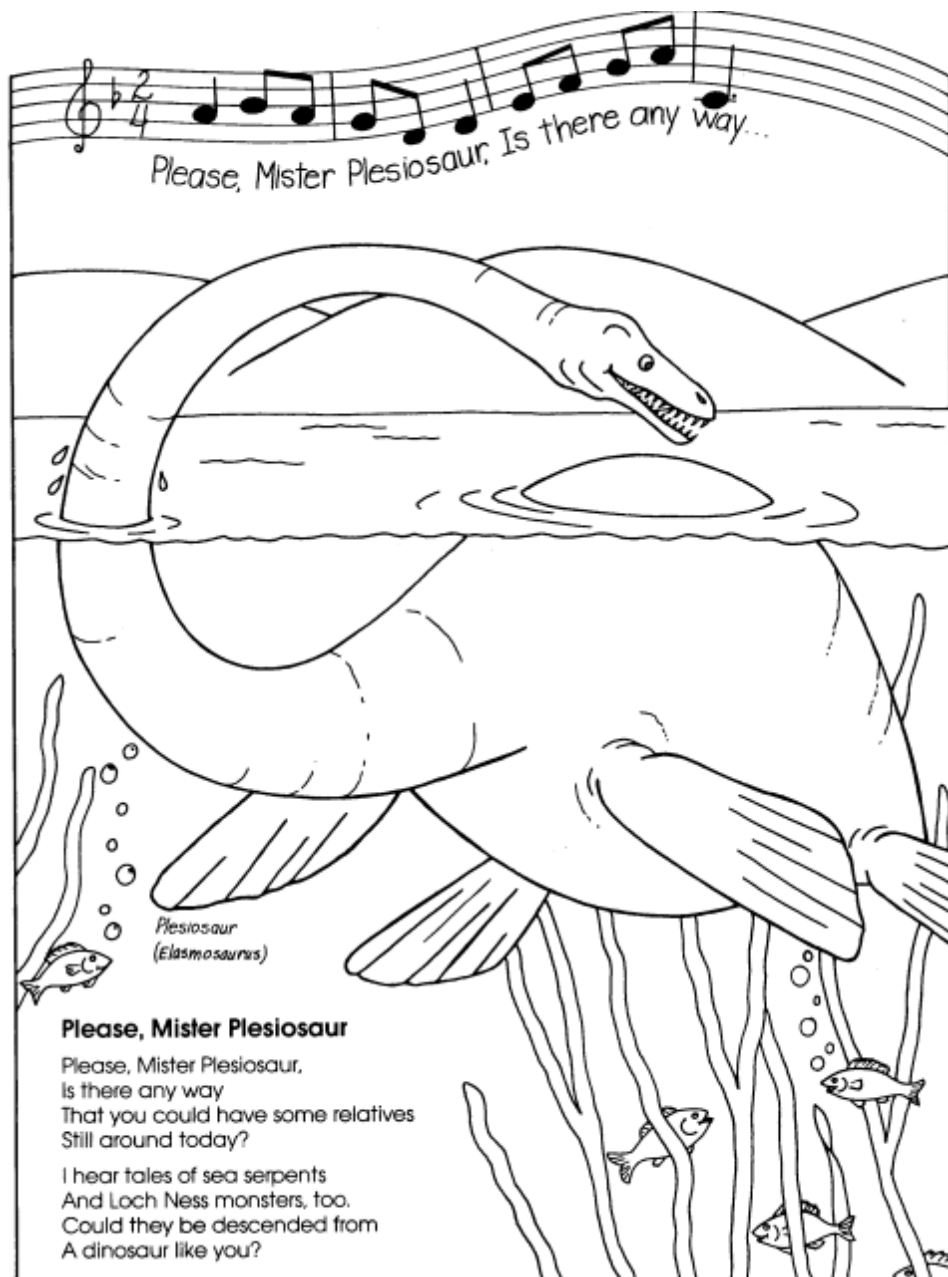 2
4
Please, Mister Plesiosaur, Is there any way...
Plesiosaur
(Elasmosaurus)
Please, Mister Plesiosaur
Please, Mister Plesiosaur,
Is there any way
That you could have some relatives
Still around today?
I hear tales of sea serpents
And Loch Ness monsters, too.
Could they be descended from
A dinosaur like you?